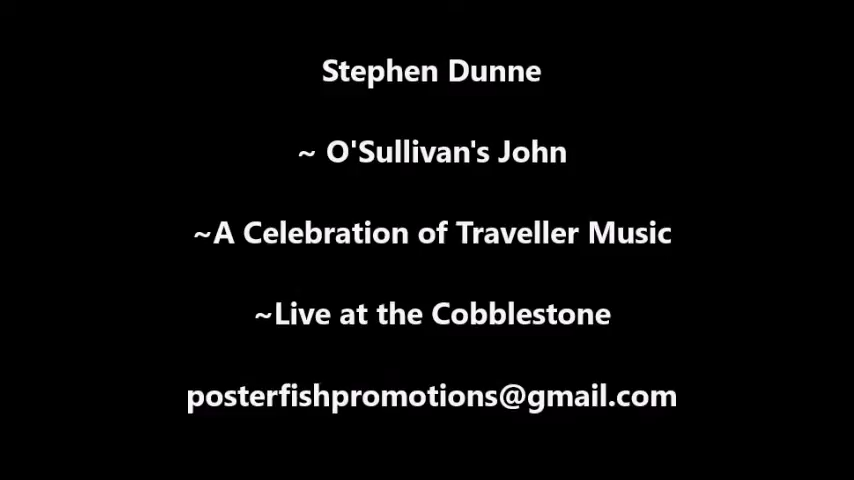 Stephen Dunne
~ O'Sullivan's John
~A Celebration of Traveller Music
~Live at the Cobblestone
posterfishpromotions@gmail.com